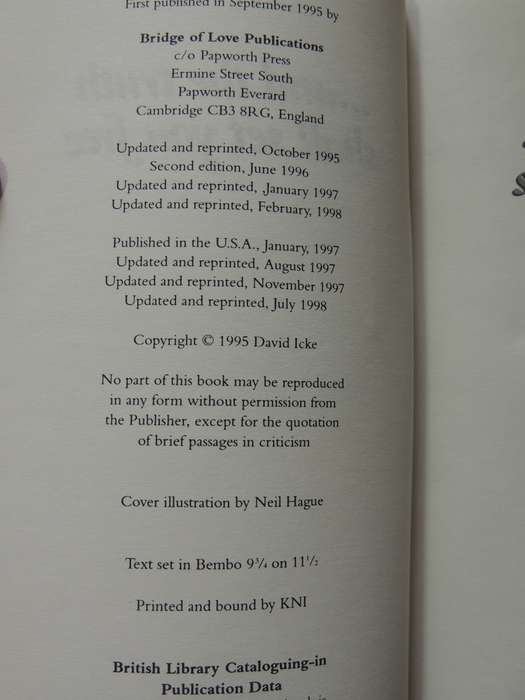 First published in September 1995 by
Bridge of Love Publications
c/o Papworth Press
Ermine Street South
Papworth Everard
Cambridge CB3 8RG, England
Updated and reprinted, October 1995
Second edition, June 1996
Updated and reprinted, January 1997
Updated and reprinted, February, 1998
Published in the U.S.A., January, 1997
Updated and reprinted, August 1997
Updated and reprinted, November 1997
Updated and reprinted, July 1998
Copyright © 1995 David Icke
No part of this book may be reproduced
in any form without permission from
the Publisher, except for the quotation
of brief passages in criticism
Cover illustration by Neil Hague
Text set in Bembo 9¾ on 11½
Printed and bound by KNI
British Library Cataloguing-in
Publication Data